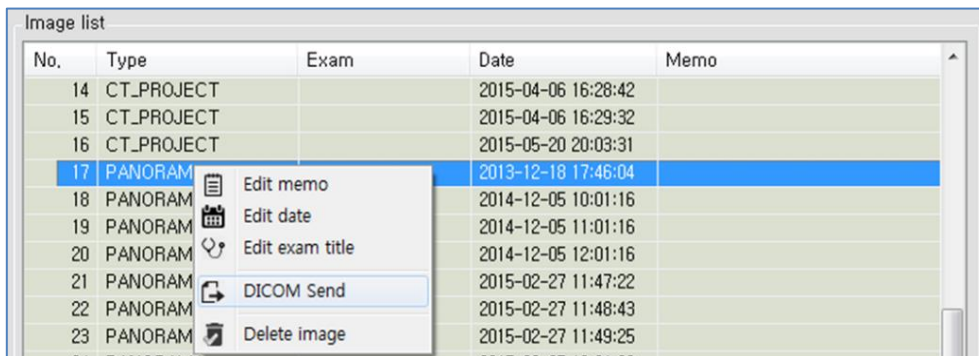 Image list
No. Type Exam Date Memo
14 CT_PROJECT 2015-04-06 16:28:42
15 CT_PROJECT 2015-04-06 16:29:32
16 CT_PROJECT 2015-05-20 20:03:31
17 PANORAM 2013-12-18 17:46:04
Edit memo
18 PANORAM 2014-12-05 10:01:16
Edit date
19 PANORAM 2014-12-05 11:01:16
Edit exam title
20 PANORAM 2014-12-05 12:01:16
21 PANORAM 2015-02-27 11:47:22
DICOM Send
22 PANORAM 2015-02-27 11:48:43
23 PANORAM 2015-02-27 11:49:25
Delete image